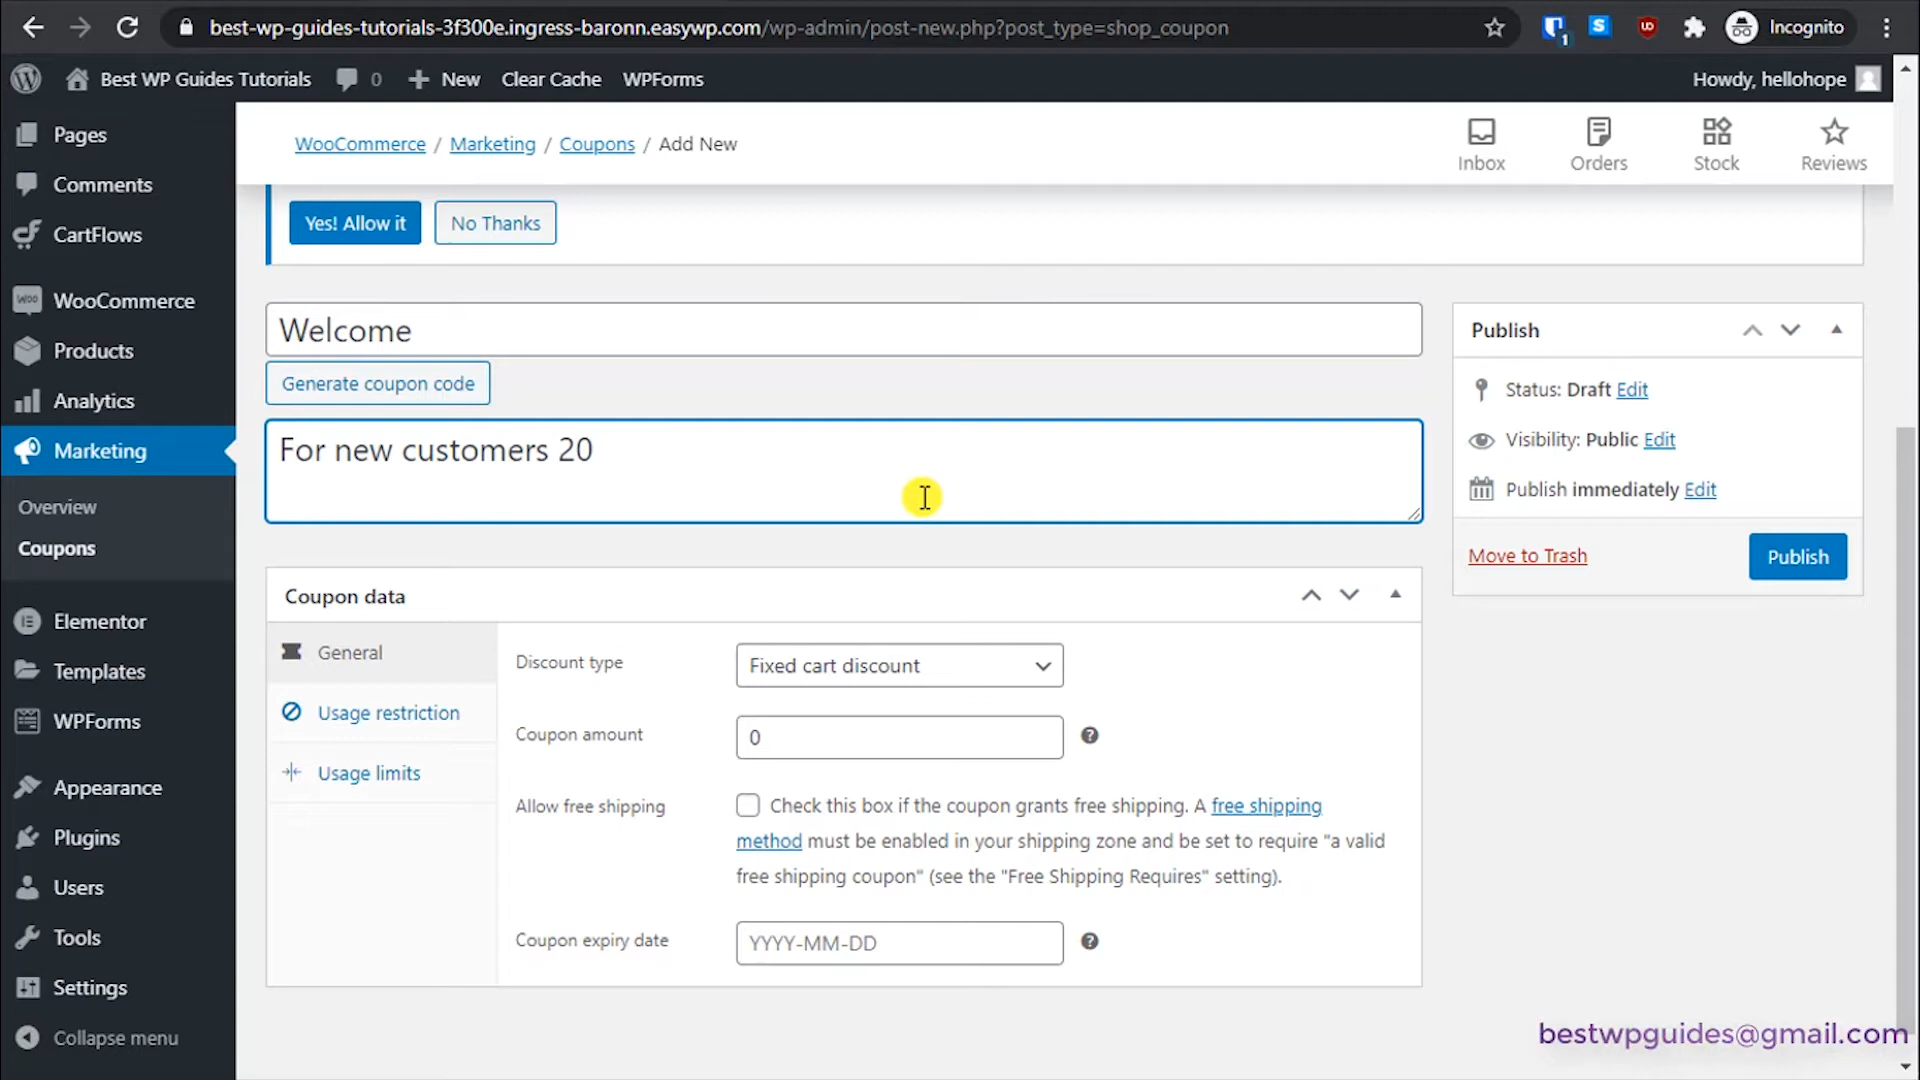 best-wp-guides-tutorials-3f300e.ingress-baronn.easywp.com/wp-admin/post-new.php?post_type=shop_coupon
1
S
UD
Incognito
Best WP Guides Tutorials
0
New
Clear Cache
WPForms
Howdy, hellohope
Pages
Comments
CartFlows
WOO
WooCommerce
Products
Analytics
Marketing
Overview
Coupons
Elementor
Templates
WPForms
Appearance
Plugins
Users
Tools
Settings
Collapse menu
WooCommerce / Marketing / Coupons / Add New
Inbox
Orders
Stock
Reviews
Yes! Allow it
No Thanks
Welcome
Generate coupon code
For new customers 20
Coupon data
General
Usage restriction
Usage limits
Discount type
Fixed cart discount
Coupon amount
0
?
Allow free shipping
Check this box if the coupon grants free shipping. A free shipping
method must be enabled in your shipping zone and be set to require "a valid
free shipping coupon" (see the "Free Shipping Requires" setting).
Coupon expiry date
YYYY-MM-DD
?
Publish
Status: Draft Edit
Visibility: Public Edit
Publish immediately Edit
Move to Trash
Publish
bestwpguides@gmail.com